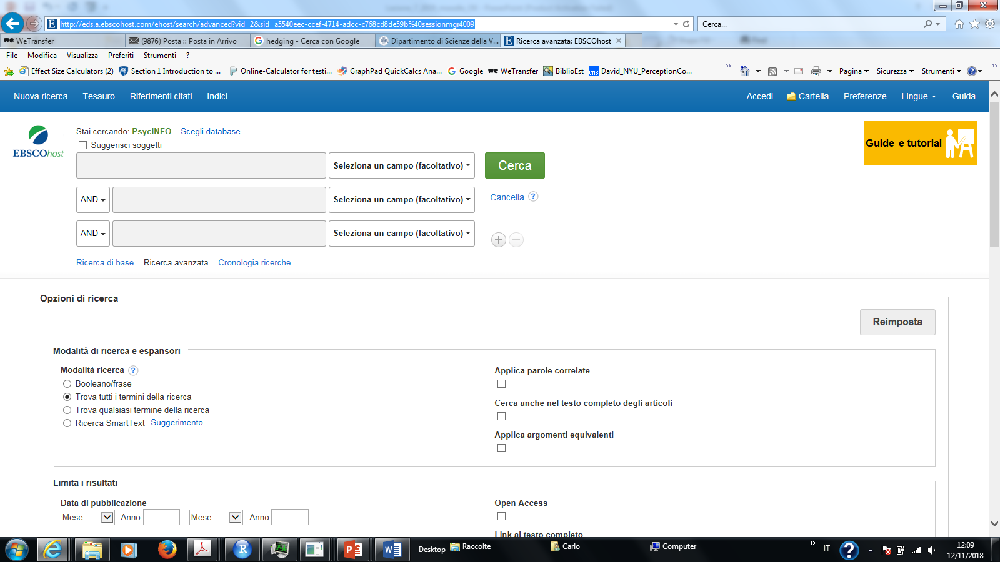 http://eds.a.ebscohost.com/ehost/search/advanced?vid=2&sid=a5540eec-ccef-4714-adcc-c768cd8de59b%40sessionmgr4009
Cerca...
WeTransfer
(9876) Posta :: Posta in Arrivo
hedging - Cerca con Google
Dipartimento di Scienze della V...
Ricerca avanzata: EBSCOhost
File Modifica Visualizza Preferiti Strumenti ?
Effect Size Calculators (2) Section 1 Introduction to ... Online-Calculator for testi... GraphPad QuickCalcs Ana... Google WeTransfer BiblioEst David_NYU_PerceptionCo... Pagina Sicurezza Strumenti
Nuova ricerca Tesauro Riferimenti citati Indici Accedi Cartella Preferenze Lingue Guida
EBSCOhost
Stai cercando: PsycINFO Scegli database
Suggerisci soggetti
Seleziona un campo (facoltativo) Cerca
AND Seleziona un campo (facoltativo) Cancella ?
AND Seleziona un campo (facoltativo)
Ricerca di base Ricerca avanzata Cronologia ricerche
Guide e tutorial
Opzioni di ricerca
Reimposta
Modalità di ricerca e espansori
Modalità ricerca ?
Booleano/frase
Trova tutti i termini della ricerca
Trova qualsiasi termine della ricerca
Ricerca SmartText Suggerimento
Applica parole correlate
Cerca anche nel testo completo degli articoli
Applica argomenti equivalenti
Limita i risultati
Data di pubblicazione
Mese Anno: – Mese Anno:
Open Access
Link al testo completo
Desktop Raccolte Carlo Computer IT
12:09
12/11/2018